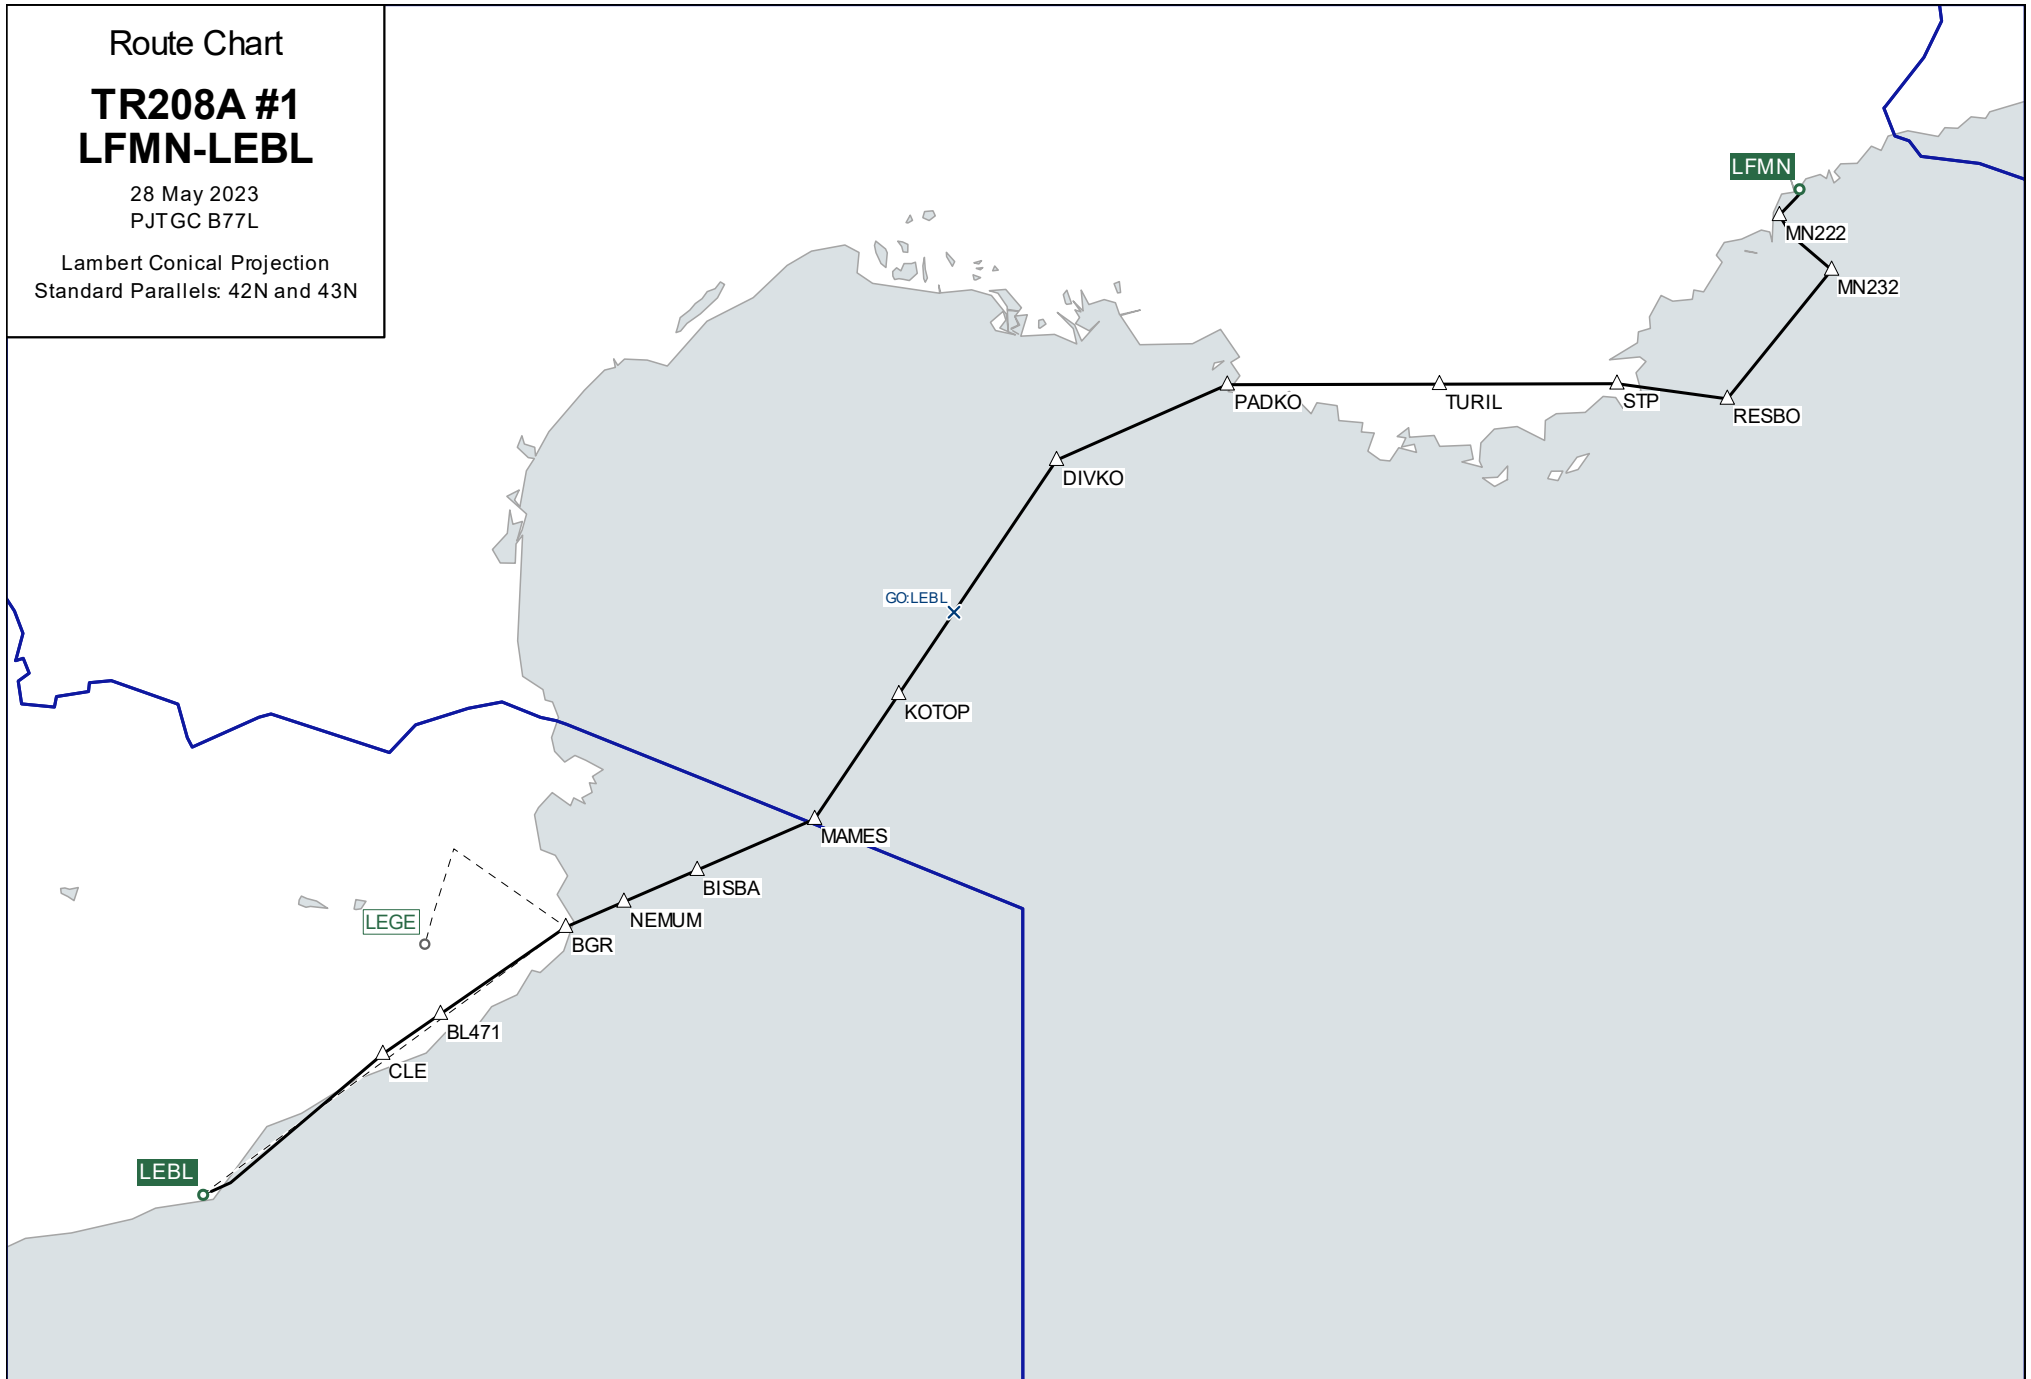 Route Chart
TR208A #1
LFMN-LEBL
28 May 2023
PJTGC B77L
Lambert Conical Projection
Standard Parallels: 42N and 43N
LFMN
MN222
MN232
PADKO
TURIL
STP
RESBO
DIVKO
GO:LEBL
KOTOP
MAMES
BISBA
NEMUM
LEGE
BGR
BL471
CLE
LEBL